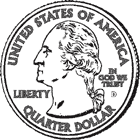 UNITED STATES OF AMERICA
LIBERTY
IN
GOD WE
TRUST
D
QUARTER DOLLAR